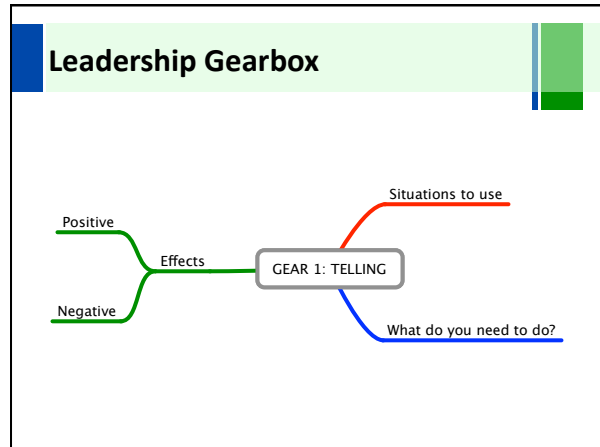 Leadership Gearbox
Situations to use
Positive
Effects
GEAR 1: TELLING
Negative
What do you need to do?